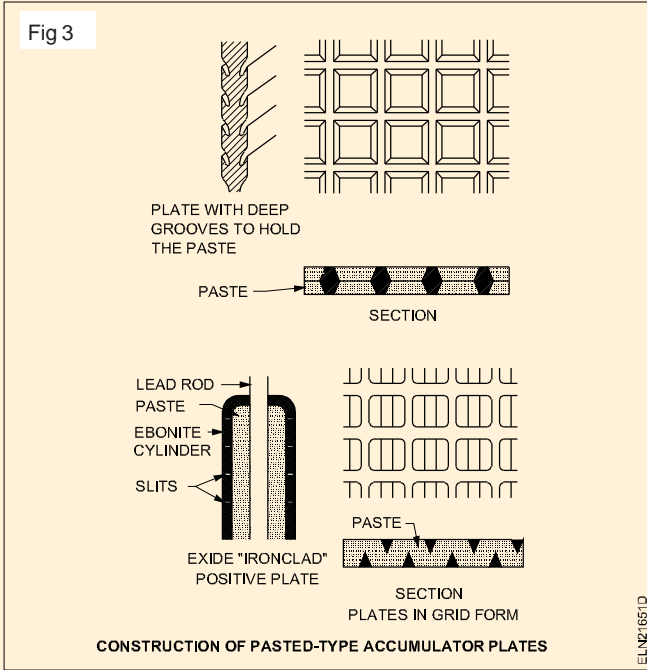 Fig 3
PLATE WITH DEEP
GROOVES TO HOLD
THE PASTE
PASTE
SECTION
LEAD ROD
PASTE
EBONITE
CYLINDER
SLITS
EXIDE "IRONCLAD"
POSITIVE PLATE
PASTE
SECTION
PLATES IN GRID FORM
CONSTRUCTION OF PASTED-TYPE ACCUMULATOR PLATES
ELN21651D